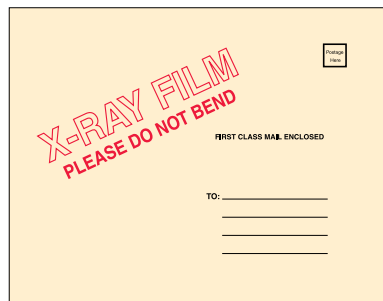 Postage
Here
X-RAY FILM
PLEASE DO NOT BEND
FIRST CLASS MAIL ENCLOSED
TO: